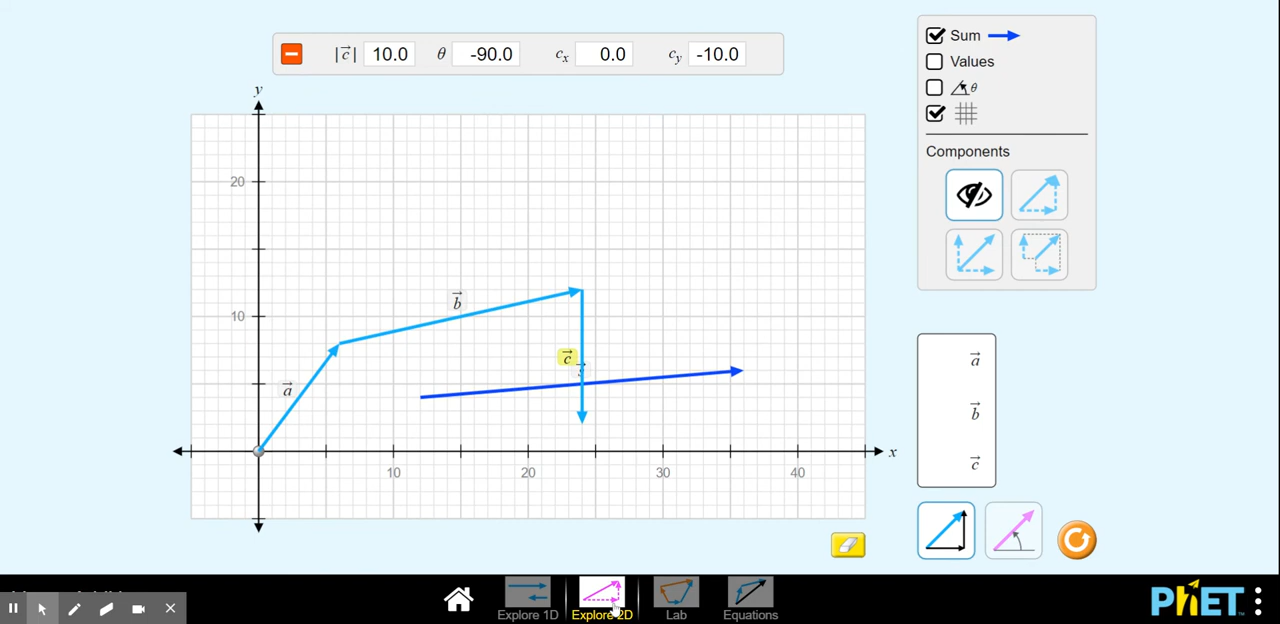 |c⃗| 10.0 θ -90.0 cₓ 0.0 c_y -10.0
Sum
Values
θ
Components
y
20
10
b⃗
c⃗
a⃗
x
10 20 30 40
a⃗
b⃗
c⃗
Explore 1D Explore 2D Lab Equations
PhET